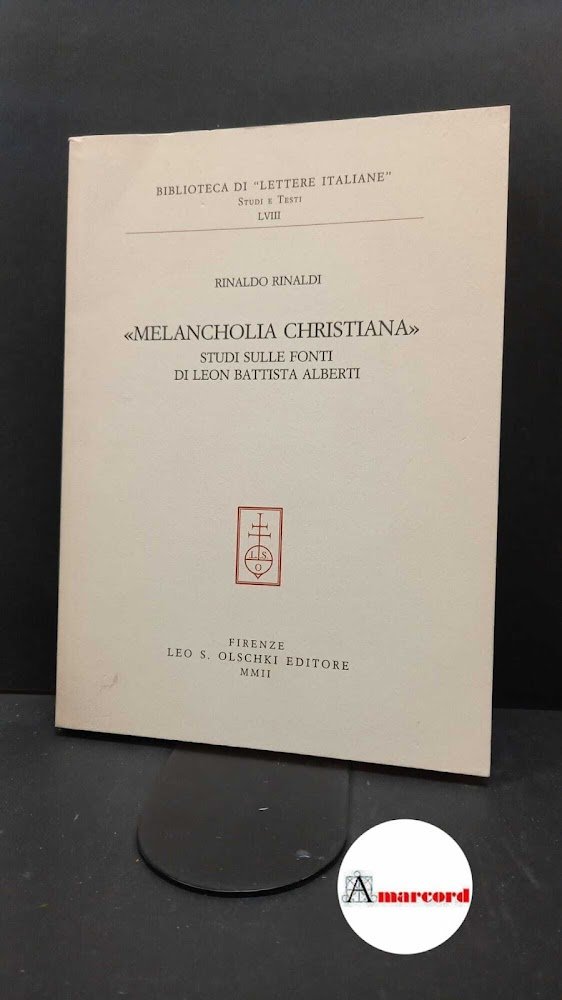 BIBLIOTECA DI "LETTERE ITALIANE"
STUDI E TESTI
LVIII
RINALDO RINALDI
«MELANCHOLIA CHRISTIANA»
STUDI SULLE FONTI
DI LEON BATTISTA ALBERTI
L S
O
FIRENZE
LEO S. OLSCHKI EDITORE
MMII
Amarcord